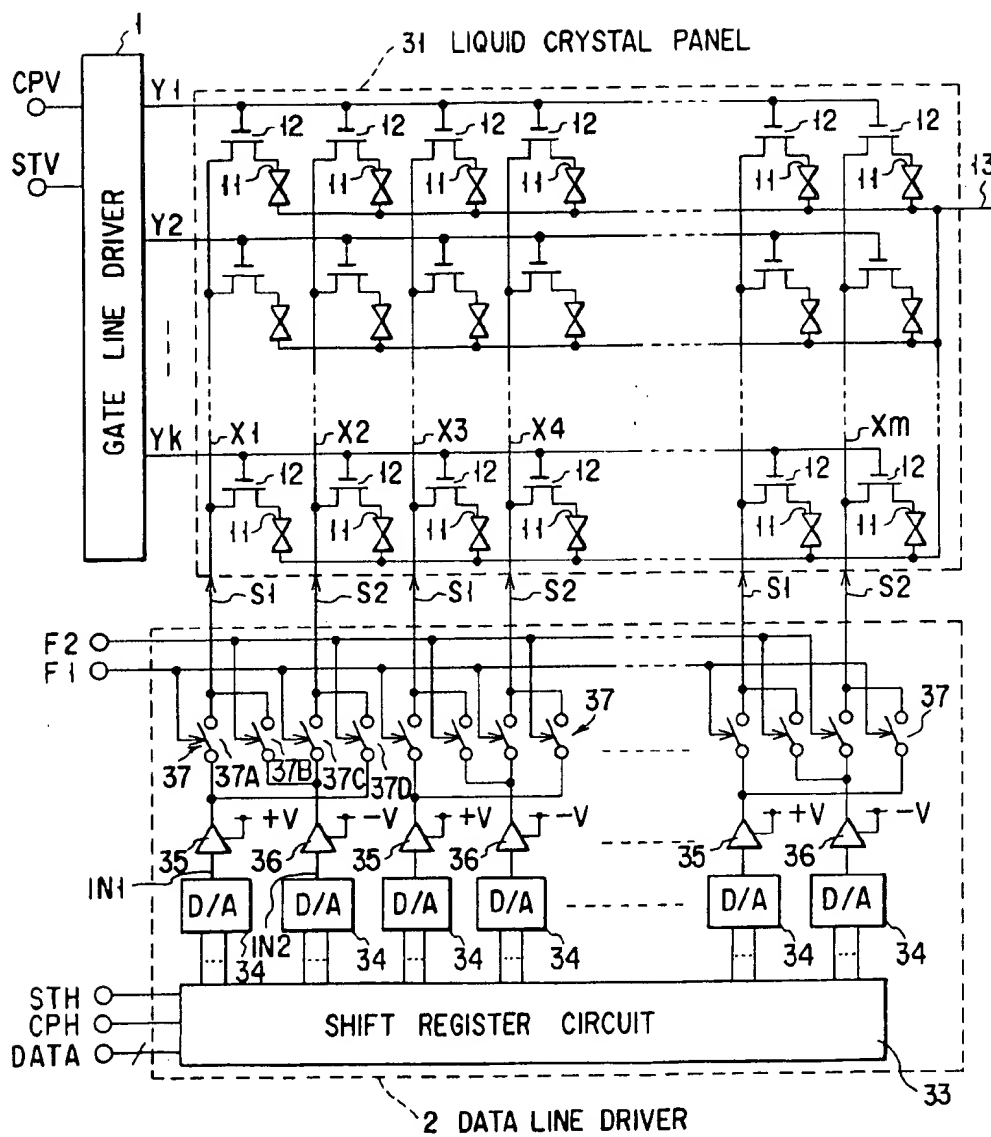 1
31 LIQUID CRYSTAL PANEL
CPV
STV
GATE LINE DRIVER
Y1
12 12 12 12 12 12
11 11 11 11 11 11
13
Y2
Yk X1 X2 X3 X4 Xm
12 12 12 12 12 12
11 11 11 11 11 11
S1 S2 S1 S2 S1 S2
F2
F1
37 37A 37B 37C 37D 37 37
+V -V +V -V +V -V
35 36 35 36 35 36
IN1 IN2
D/A D/A D/A D/A D/A D/A
34 34 34 34 34 34
STH
CPH
DATA
SHIFT REGISTER CIRCUIT
33
2 DATA LINE DRIVER